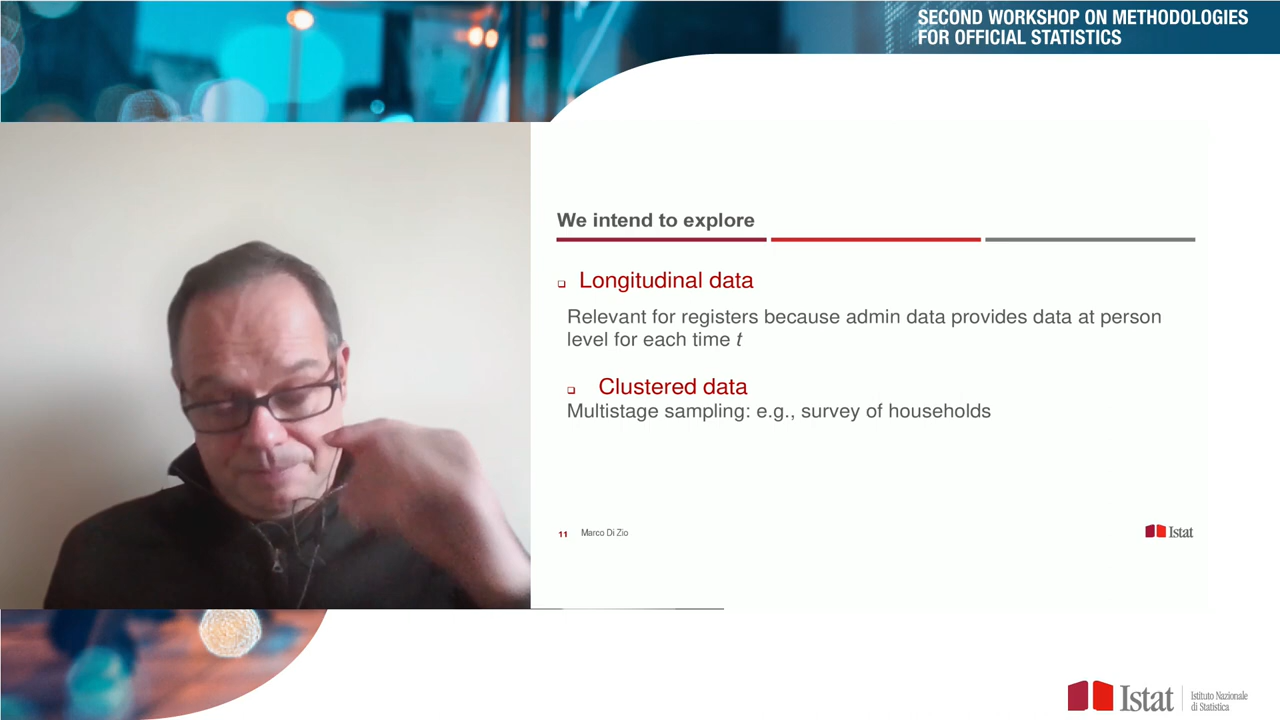 SECOND WORKSHOP ON METHODOLOGIES
FOR OFFICIAL STATISTICS
We intend to explore
Longitudinal data
Relevant for registers because admin data provides data at person
level for each time t
Clustered data
Multistage sampling: e.g., survey of households
11 Marco Di Zio
Istat
Istat
Istituto Nazionale
di Statistica